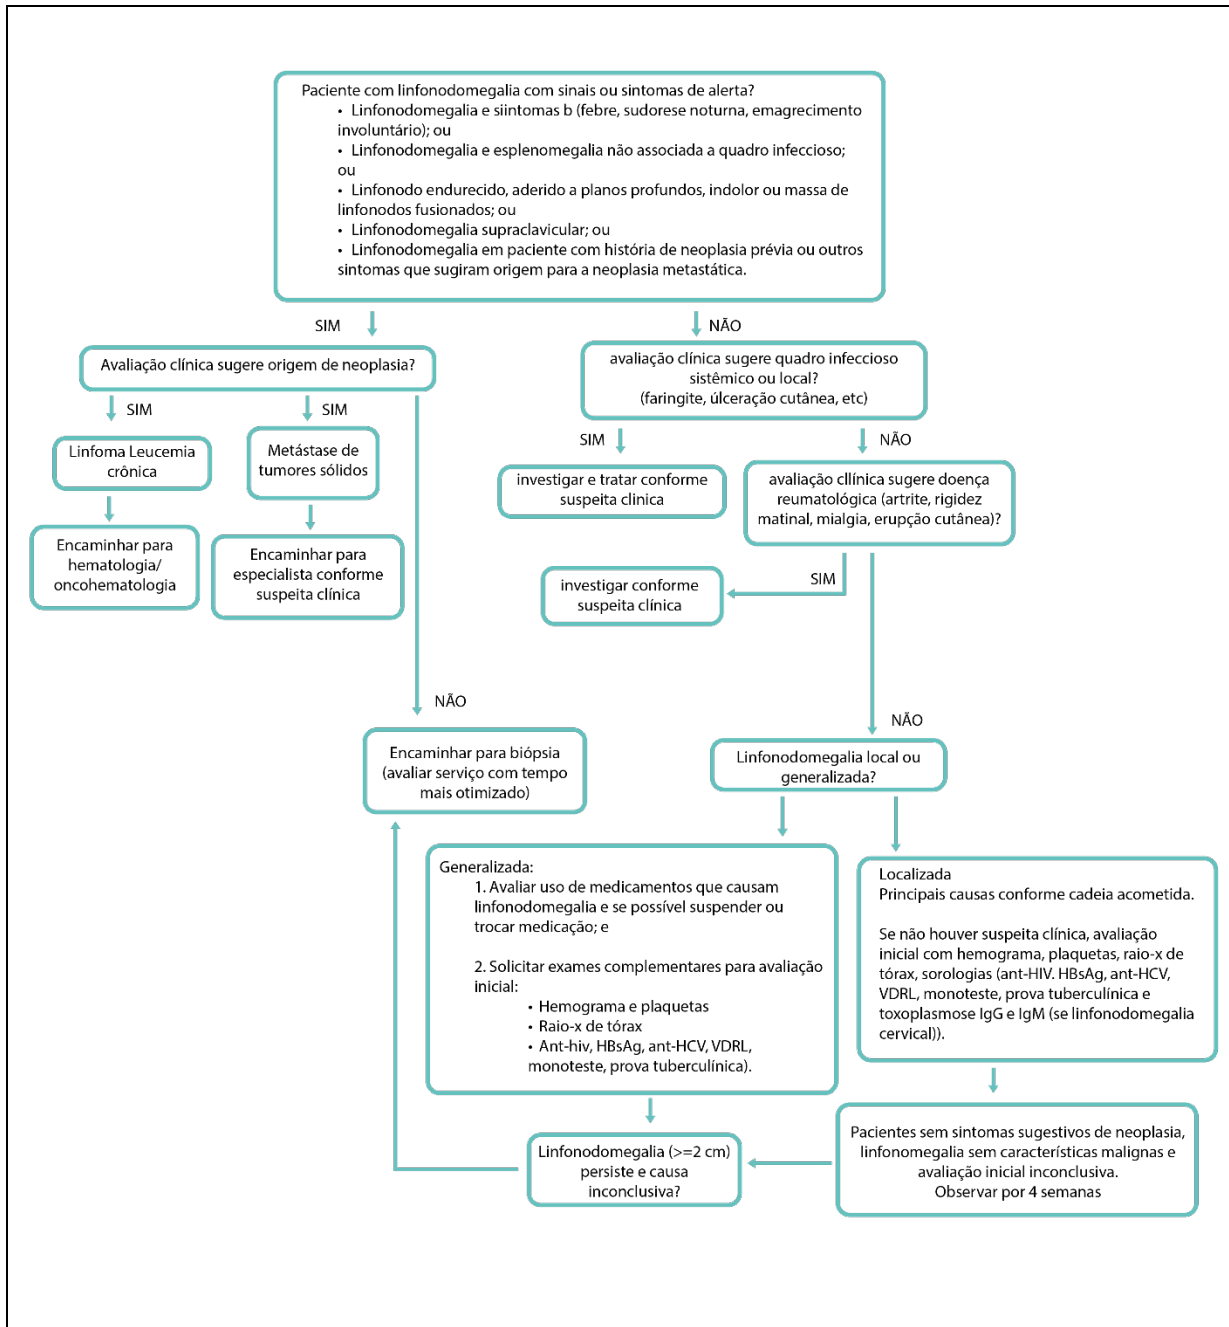 Paciente com linfonodomegalia com sinais ou sintomas de alerta?
• Linfonodomegalia e siintomas b (febre, sudorese noturna, emagrecimento
involuntário); ou
• Linfonodomegalia e esplenomegalia não associada a quadro infeccioso;
ou
• Linfonodo endurecido, aderido a planos profundos, indolor ou massa de
linfonodos fusionados; ou
• Linfonodomegalia supraclavicular; ou
• Linfonodomegalia em paciente com história de neoplasia prévia ou outros
sintomas que sugiram origem para a neoplasia metastática.
SIM
NÃO
Avaliação clínica sugere origem de neoplasia?
avaliação clínica sugere quadro infeccioso
sistêmico ou local?
(faringite, úlceração cutânea, etc)
SIM
SIM
SIM
NÃO
Linfoma Leucemia
crônica
Metástase de
tumores sólidos
investigar e tratar conforme
suspeita clinica
avaliação cllínica sugere doença
reumatológica (artrite, rigidez
matinal, mialgia, erupção cutânea)?
Encaminhar para
hematologia/
oncohematologia
Encaminhar para
especialista conforme
suspeita clínica
SIM
investigar conforme
suspeita clínica
NÃO
NÃO
Encaminhar para biópsia
(avaliar serviço com tempo
mais otimizado)
Linfonodomegalia local ou
generalizada?
Generalizada:
1. Avaliar uso de medicamentos que causam
linfonodomegalia e se possível suspender ou
trocar medicação; e
2. Solicitar exames complementares para avaliação
inicial:
• Hemograma e plaquetas
• Raio-x de tórax
• Ant-hiv, HBsAg, ant-HCV, VDRL,
monoteste, prova tuberculínica).
Localizada
Principais causas conforme cadeia acometida.
Se não houver suspeita clínica, avaliação
inicial com hemograma, plaquetas, raio-x de
tórax, sorologias (ant-HIV. HBsAg, ant-HCV,
VDRL, monoteste, prova tuberculínica e
toxoplasmose IgG e IgM (se linfonodomegalia
cervical)).
Linfonodomegalia (>=2 cm)
persiste e causa
inconclusiva?
Pacientes sem sintomas sugestivos de neoplasia,
linfonomegalia sem características malignas e
avaliação inicial inconclusiva.
Observar por 4 semanas